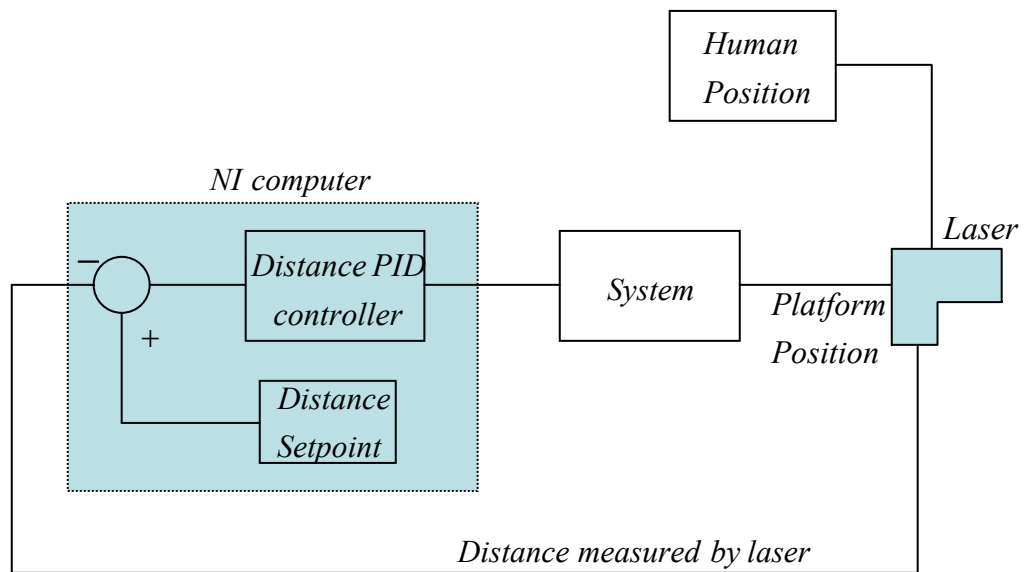 Human
Position
NI computer
Laser
−
Distance PID
controller
System
Platform
Position
+
Distance
Setpoint
Distance measured by laser